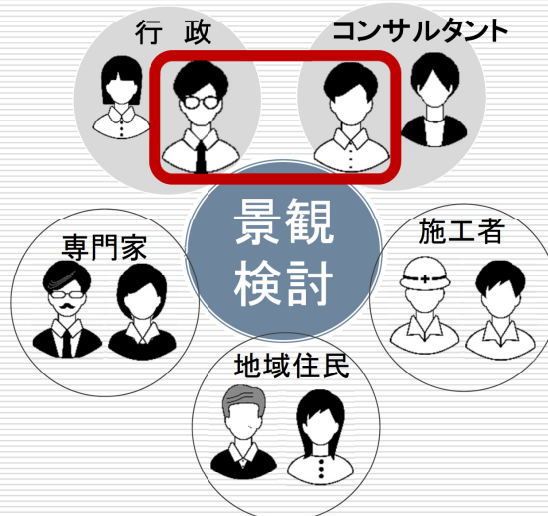 行 政
コンサルタント
景観
検討
専門家
施工者
地域住民